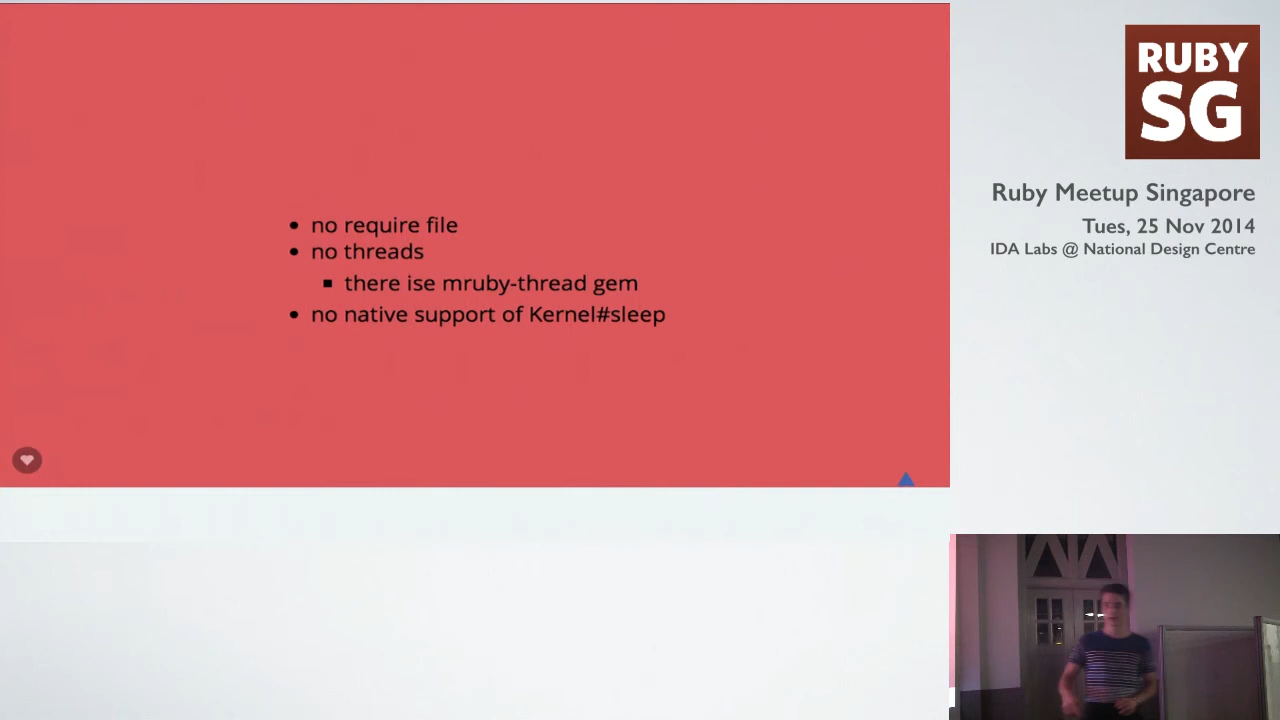 no require file
no threads
there ise mruby-thread gem
no native support of Kernel#sleep
RUBY
SG
Ruby Meetup Singapore
Tues, 25 Nov 2014
IDA Labs @ National Design Centre